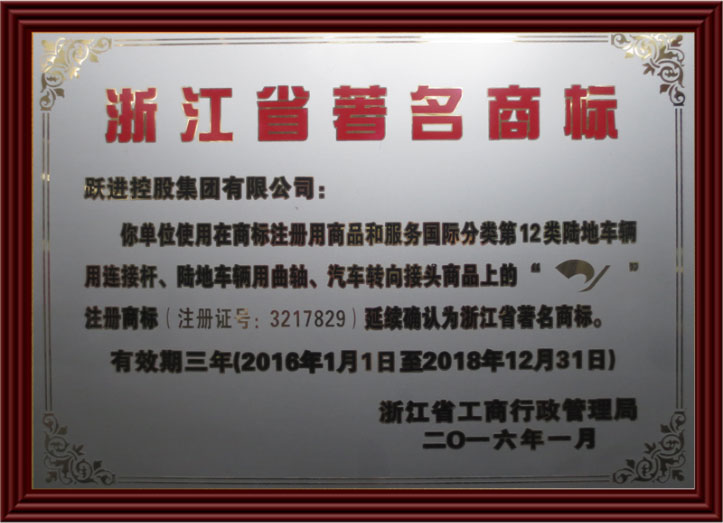 浙江省著名商标
跃进控股集团有限公司：
你单位使用在商标注册用商品和服务国际分类第12类陆地车辆
用连接杆、陆地车辆用曲轴、汽车转向接头商品上的“ ”
注册商标（注册证号：3217829）延续确认为浙江省著名商标。
有效期三年(2016年1月1日至2018年12月31日)
浙江省工商行政管理局
二〇一六年一月